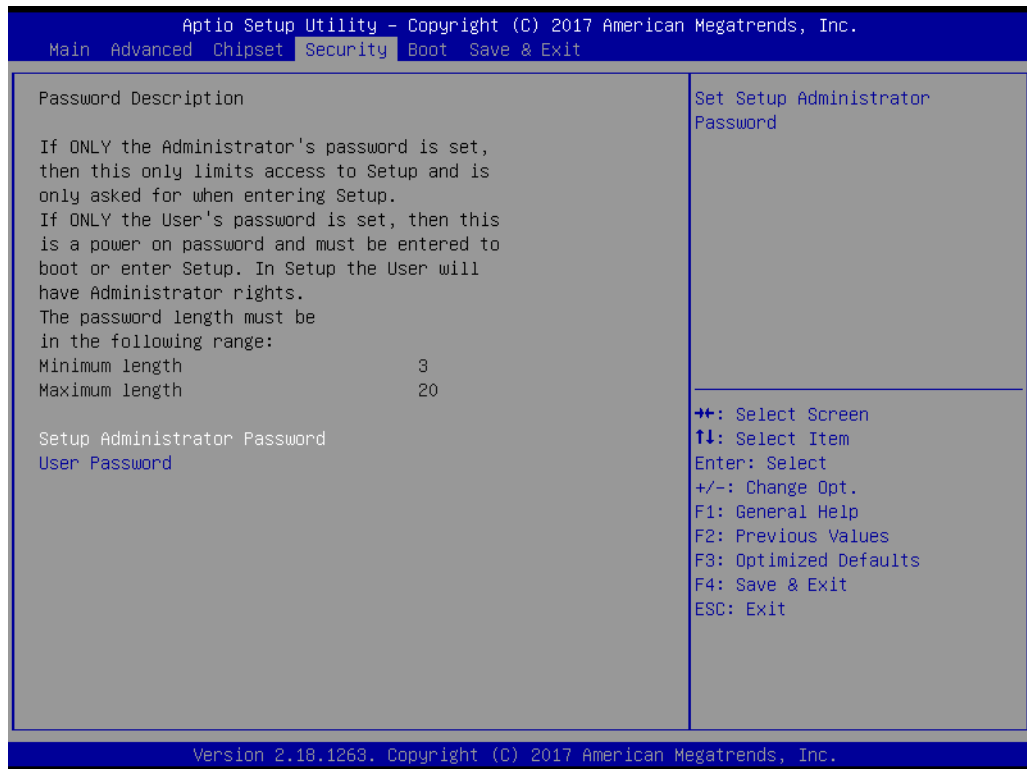 Aptio Setup Utility – Copyright (C) 2017 American Megatrends, Inc.
Main Advanced Chipset Security Boot Save & Exit
Password Description
If ONLY the Administrator's password is set,
then this only limits access to Setup and is
only asked for when entering Setup.
If ONLY the User's password is set, then this
is a power on password and must be entered to
boot or enter Setup. In Setup the User will
have Administrator rights.
The password length must be
in the following range:
Minimum length 3
Maximum length 20
Setup Administrator Password
User Password
Set Setup Administrator
Password
→←: Select Screen
↑↓: Select Item
Enter: Select
+/-: Change Opt.
F1: General Help
F2: Previous Values
F3: Optimized Defaults
F4: Save & Exit
ESC: Exit
Version 2.18.1263. Copyright (C) 2017 American Megatrends, Inc.